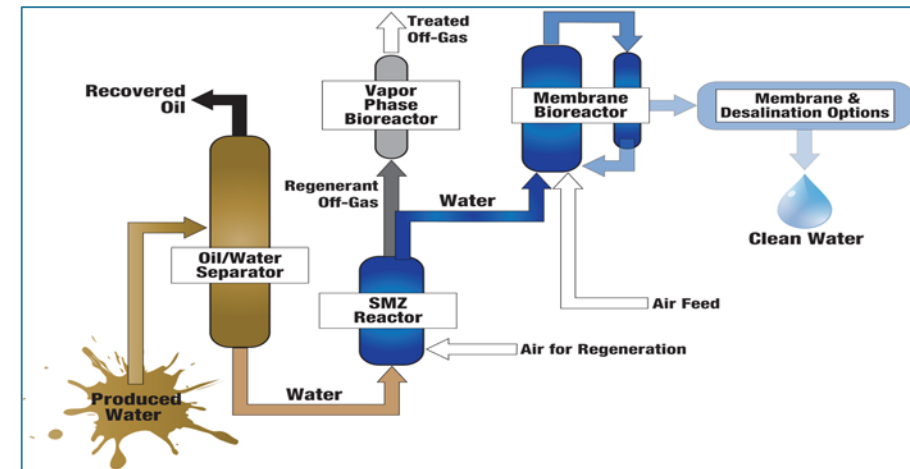 Treated
Off-Gas
Recovered
Oil
Vapor
Phase
Bioreactor
Membrane
Bioreactor
Membrane &
Desalination Options
Regenerant
Off-Gas
Water
Clean Water
Oil/Water
Separator
SMZ
Reactor
Air Feed
Air for Regeneration
Produced
Water
Water